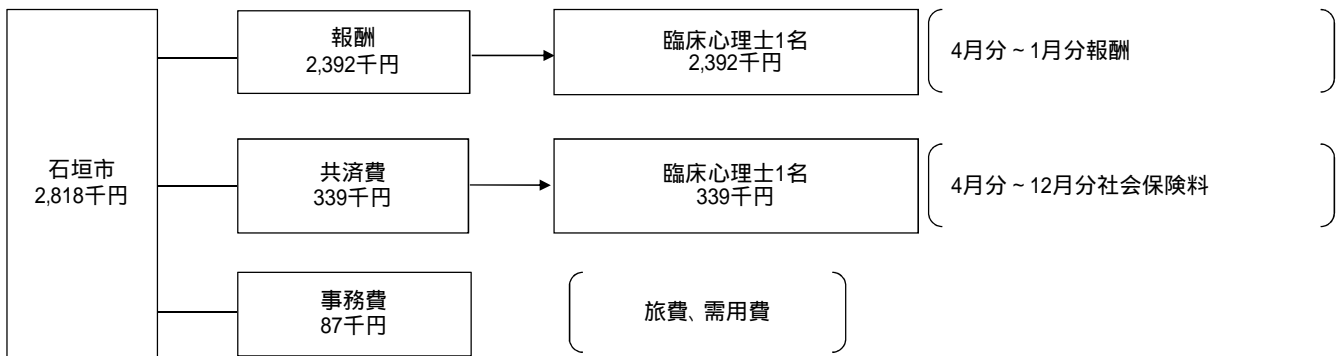 石垣市
2,818千円
報酬
2,392千円
臨床心理士1名
2,392千円
4月分~1月分報酬
共済費
339千円
臨床心理士1名
339千円
4月分~12月分社会保険料
事務費
87千円
旅費、需用費